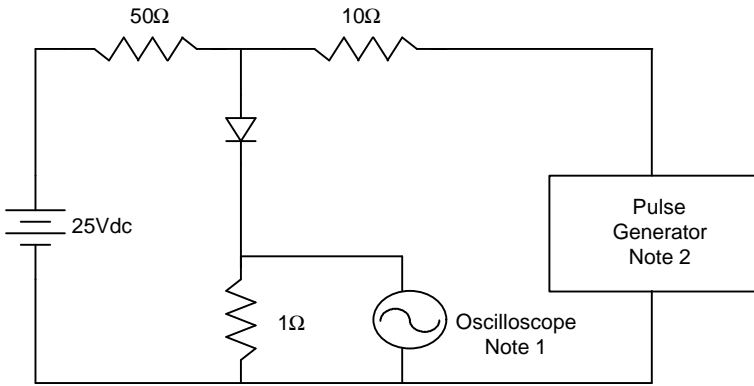 50Ω
10Ω
25Vdc
Pulse
Generator
Note 2
1Ω
Oscilloscope
Note 1